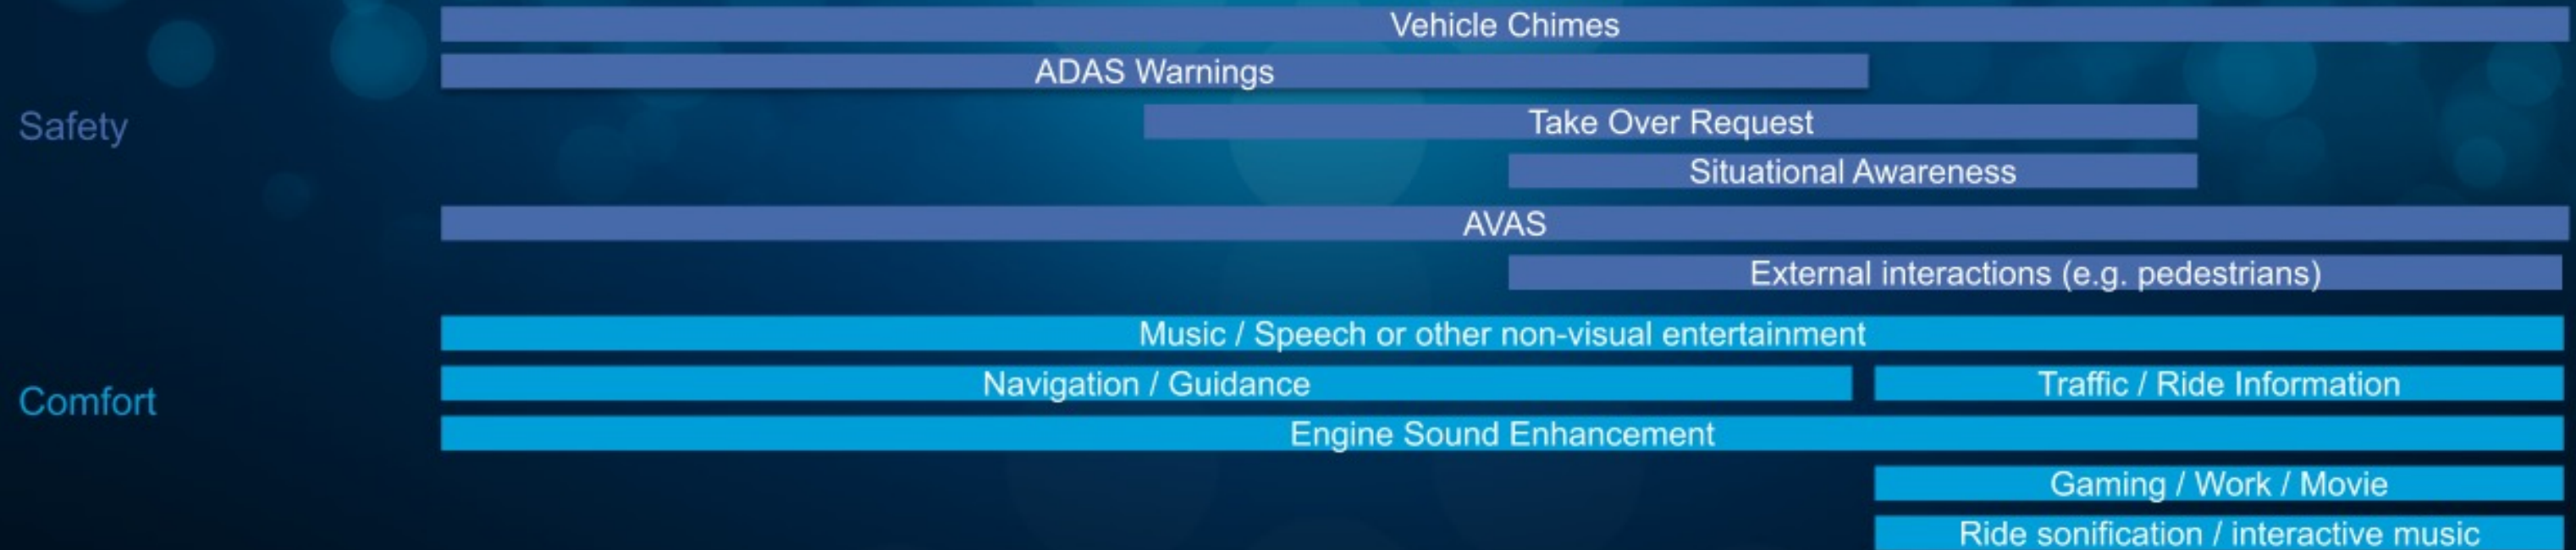 Vehicle Chimes
ADAS Warnings
Safety
Take Over Request
Situational Awareness
AVAS
External interactions (e.g. pedestrians)
Music / Speech or other non-visual entertainment
Navigation / Guidance
Traffic / Ride Information
Comfort
Engine Sound Enhancement
Gaming / Work / Movie
Ride sonification / interactive music